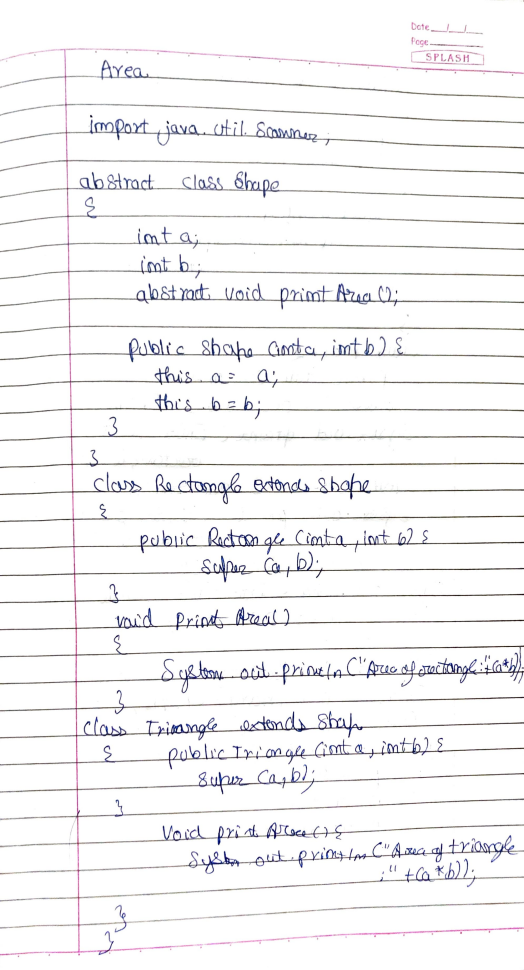 Date / /
Page
SPLASH
Area
import java.util.Scanner;
abstract class Shape
{
int a;
int b;
abstract void print Area ();
public shape (int a, int b) {
this. a = a;
this. b = b;
}
}
class Rectangle extends shape
{
public Rectangle (int a, int b) {
super (a, b);
}
void Print Area()
{
System. out. println ("Area of rectangle:"+(a*b));
}
class Triangle extends Shap
{ public Triangle (int a, int b) {
super (a, b);
}
Void print Area () {
System out. println ("Area of triangle
:" +(a*b));
}
}